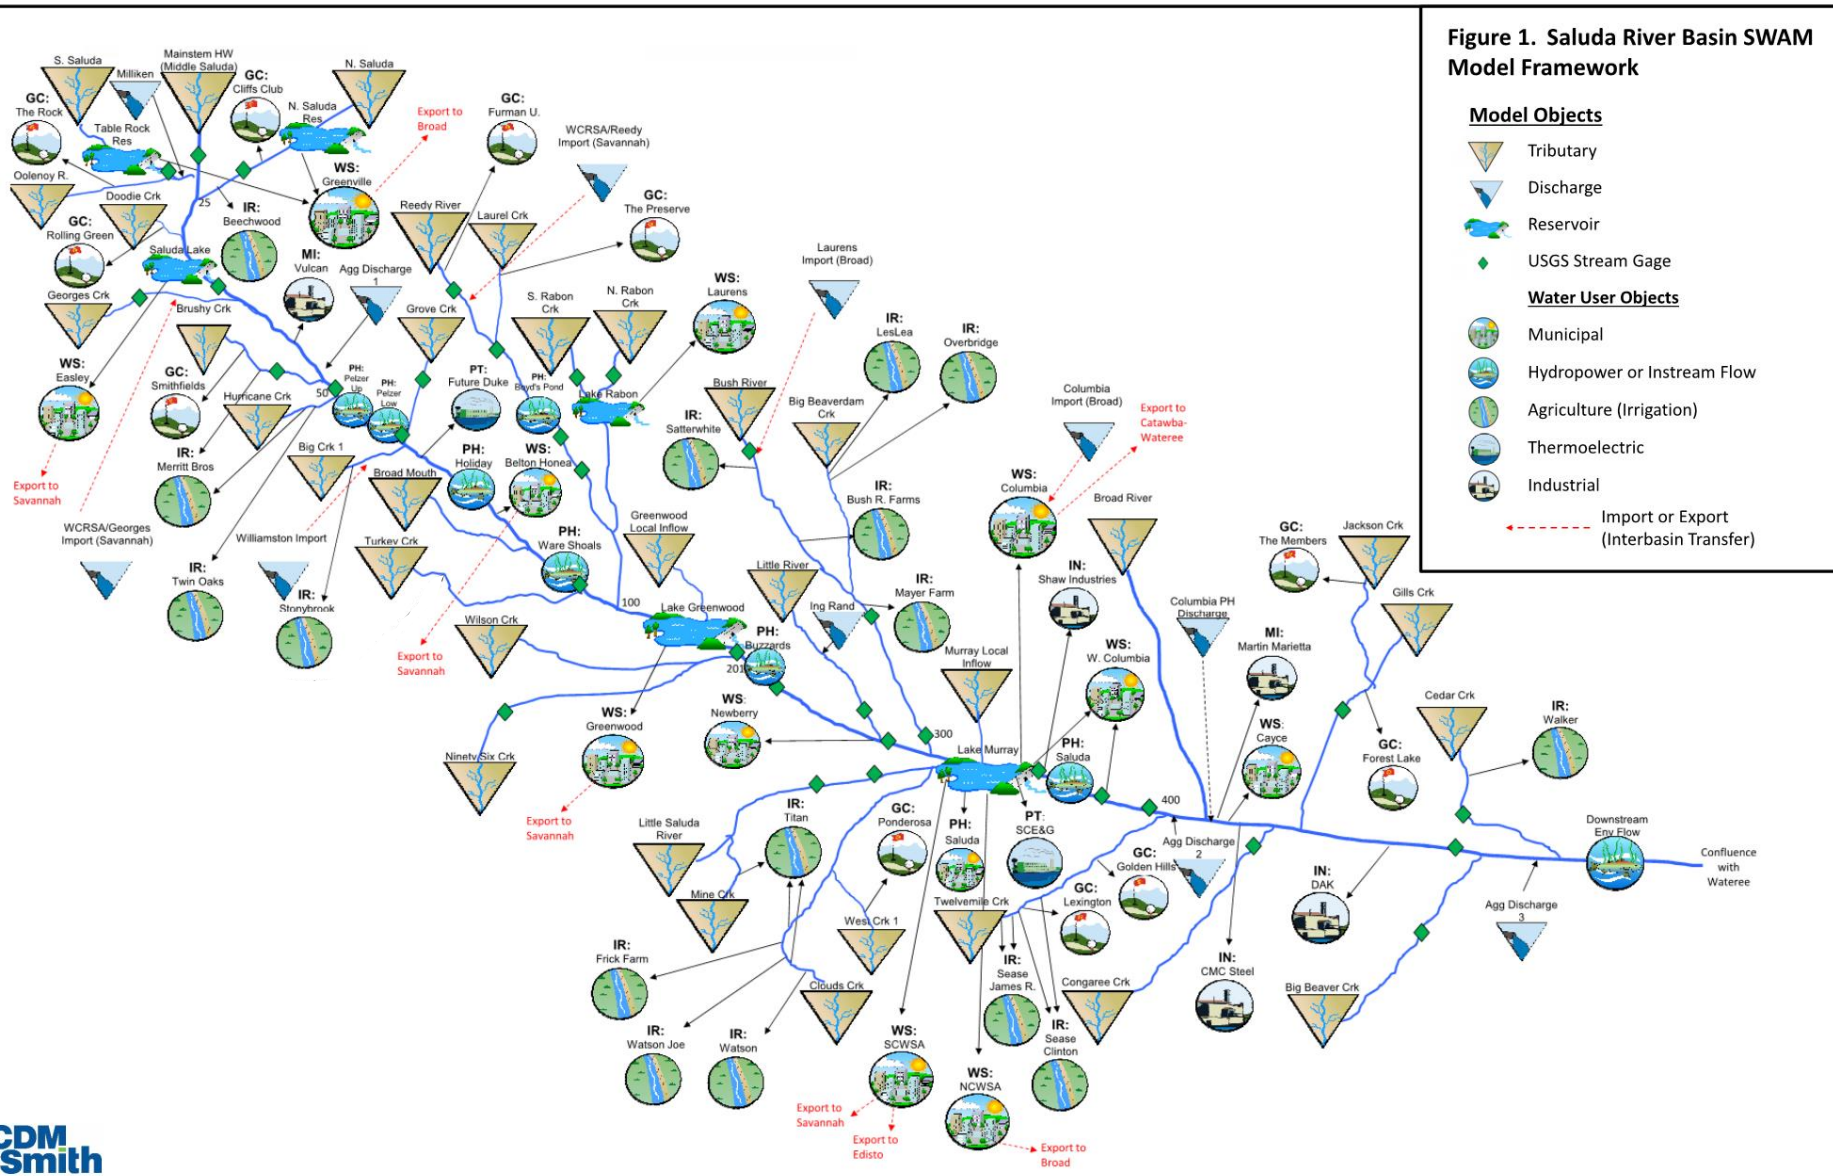 Figure 1. Saluda River Basin SWAM
Model Framework
Model Objects
Tributary
Discharge
Reservoir
USGS Stream Gage
Water User Objects
Municipal
Hydropower or Instream Flow
Agriculture (Irrigation)
Thermoelectric
Industrial
Import or Export
(Interbasin Transfer)
S. Saluda
Milliken
Mainstem HW
(Middle Saluda)
GC:
Cliffs Club
N. Saluda
GC:
The Rock
Table Rock
Res
N. Saluda
Res
Export to
Broad
GC:
Furman U.
WCRSA/Reedy
Import (Savannah)
Oolenoy R.
Doodie Crk
25
WS:
Greenville
IR:
Beechwood
Reedy River
Laurel Crk
GC:
The Preserve
GC:
Rolling Green
Saluda Lake
MI:
Vulcan
Agg Discharge
1
Laurens
Import (Broad)
WS:
Laurens
Georges Crk
Brushy Crk
Grove Crk
S. Rabon
Crk
N. Rabon
Crk
IR:
LesLea
IR:
Overbridge
WS:
Easley
GC:
Smithfields
50
PH:
Pelzer
Up
PH:
Pelzer
Low
PT:
Future Duke
PH:
Boyd's Pond
Lake Rabon
Bush River
Big Beaverdam
Crk
Columbia
Import (Broad)
Export to
Catawba-
Wateree
Hurricane Crk
IR:
Satterwhite
IR:
Merritt Bros
Big Crk 1
Broad Mouth
PH:
Holiday
WS:
Belton Honea
Export to
Savannah
WS:
Columbia
Broad River
IR:
Bush R. Farms
WCRSA/Georges
Import (Savannah)
Williamston Import
Turkey Crk
PH:
Ware Shoals
Greenwood
Local Inflow
GC:
The Members
Jackson Crk
IR:
Twin Oaks
IR:
Stonybrook
Little River
IN:
Shaw Industries
IR:
Mayer Farm
Gills Crk
100
Lake Greenwood
Ing Rand
Columbia PH
Discharge
Wilson Crk
Export to
Savannah
PH:
Buzzards
Murray Local
Inflow
WS:
W. Columbia
MI:
Martin Marietta
Cedar Crk
IR:
Walker
WS:
Greenwood
WS:
Newberry
300
Lake Murray
PH:
Saluda
WS:
Cayce
GC:
Forest Lake
Ninety Six Crk
400
Export to
Savannah
Little Saluda
River
IR:
Titan
GC:
Ponderosa
PH:
Saluda
PT:
SCE&G
Agg Discharge
2
GC:
Golden Hills
Downstream
Env Flow
Confluence
with
Wateree
Mine Crk
West Crk 1
Twelvemile Crk
GC:
Lexington
IN:
DAK
Agg Discharge
3
IR:
Frick Farm
Clouds Crk
IR:
Sease
James R.
Congaree Crk
IN:
CMC Steel
Big Beaver Crk
IR:
Watson Joe
IR:
Watson
WS:
SCWSA
IR:
Sease
Clinton
WS:
NCWSA
Export to
Savannah
Export to
Edisto
Export to
Broad
CDM
Smith